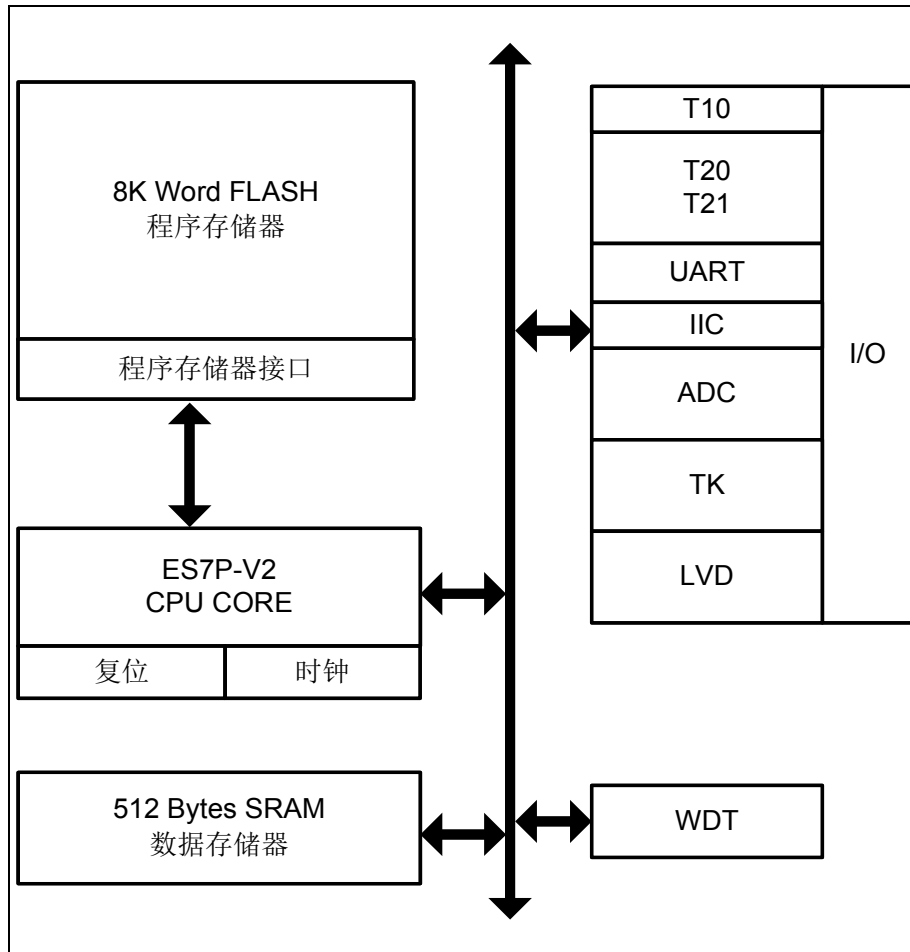 8K Word FLASH
程序存储器
程序存储器接口
ES7P-V2
CPU CORE
复位
时钟
512 Bytes SRAM
数据存储器
T10
T20
T21
UART
IIC
ADC
TK
LVD
I/O
WDT